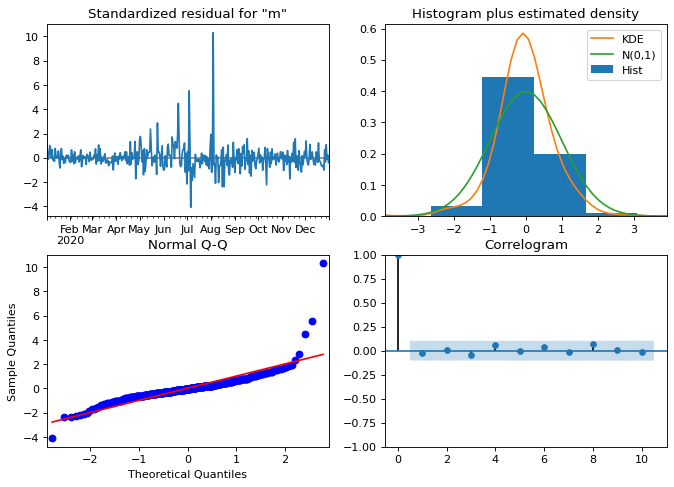 Standardized residual for "m"
10
8
6
4
2
0
−2
−4
Feb Mar Apr May Jun Jul Aug Sep Oct Nov Dec
2020
Histogram plus estimated density
0.6
0.5
0.4
0.3
0.2
0.1
0.0
KDE
N(0,1)
Hist
−3 −2 −1 0 1 2 3
Normal Q-Q
Sample Quantiles
10
8
6
4
2
0
−2
−4
−2 −1 0 1 2
Theoretical Quantiles
Correlogram
1.00
0.75
0.50
0.25
0.00
−0.25
−0.50
−0.75
−1.00
0 2 4 6 8 10